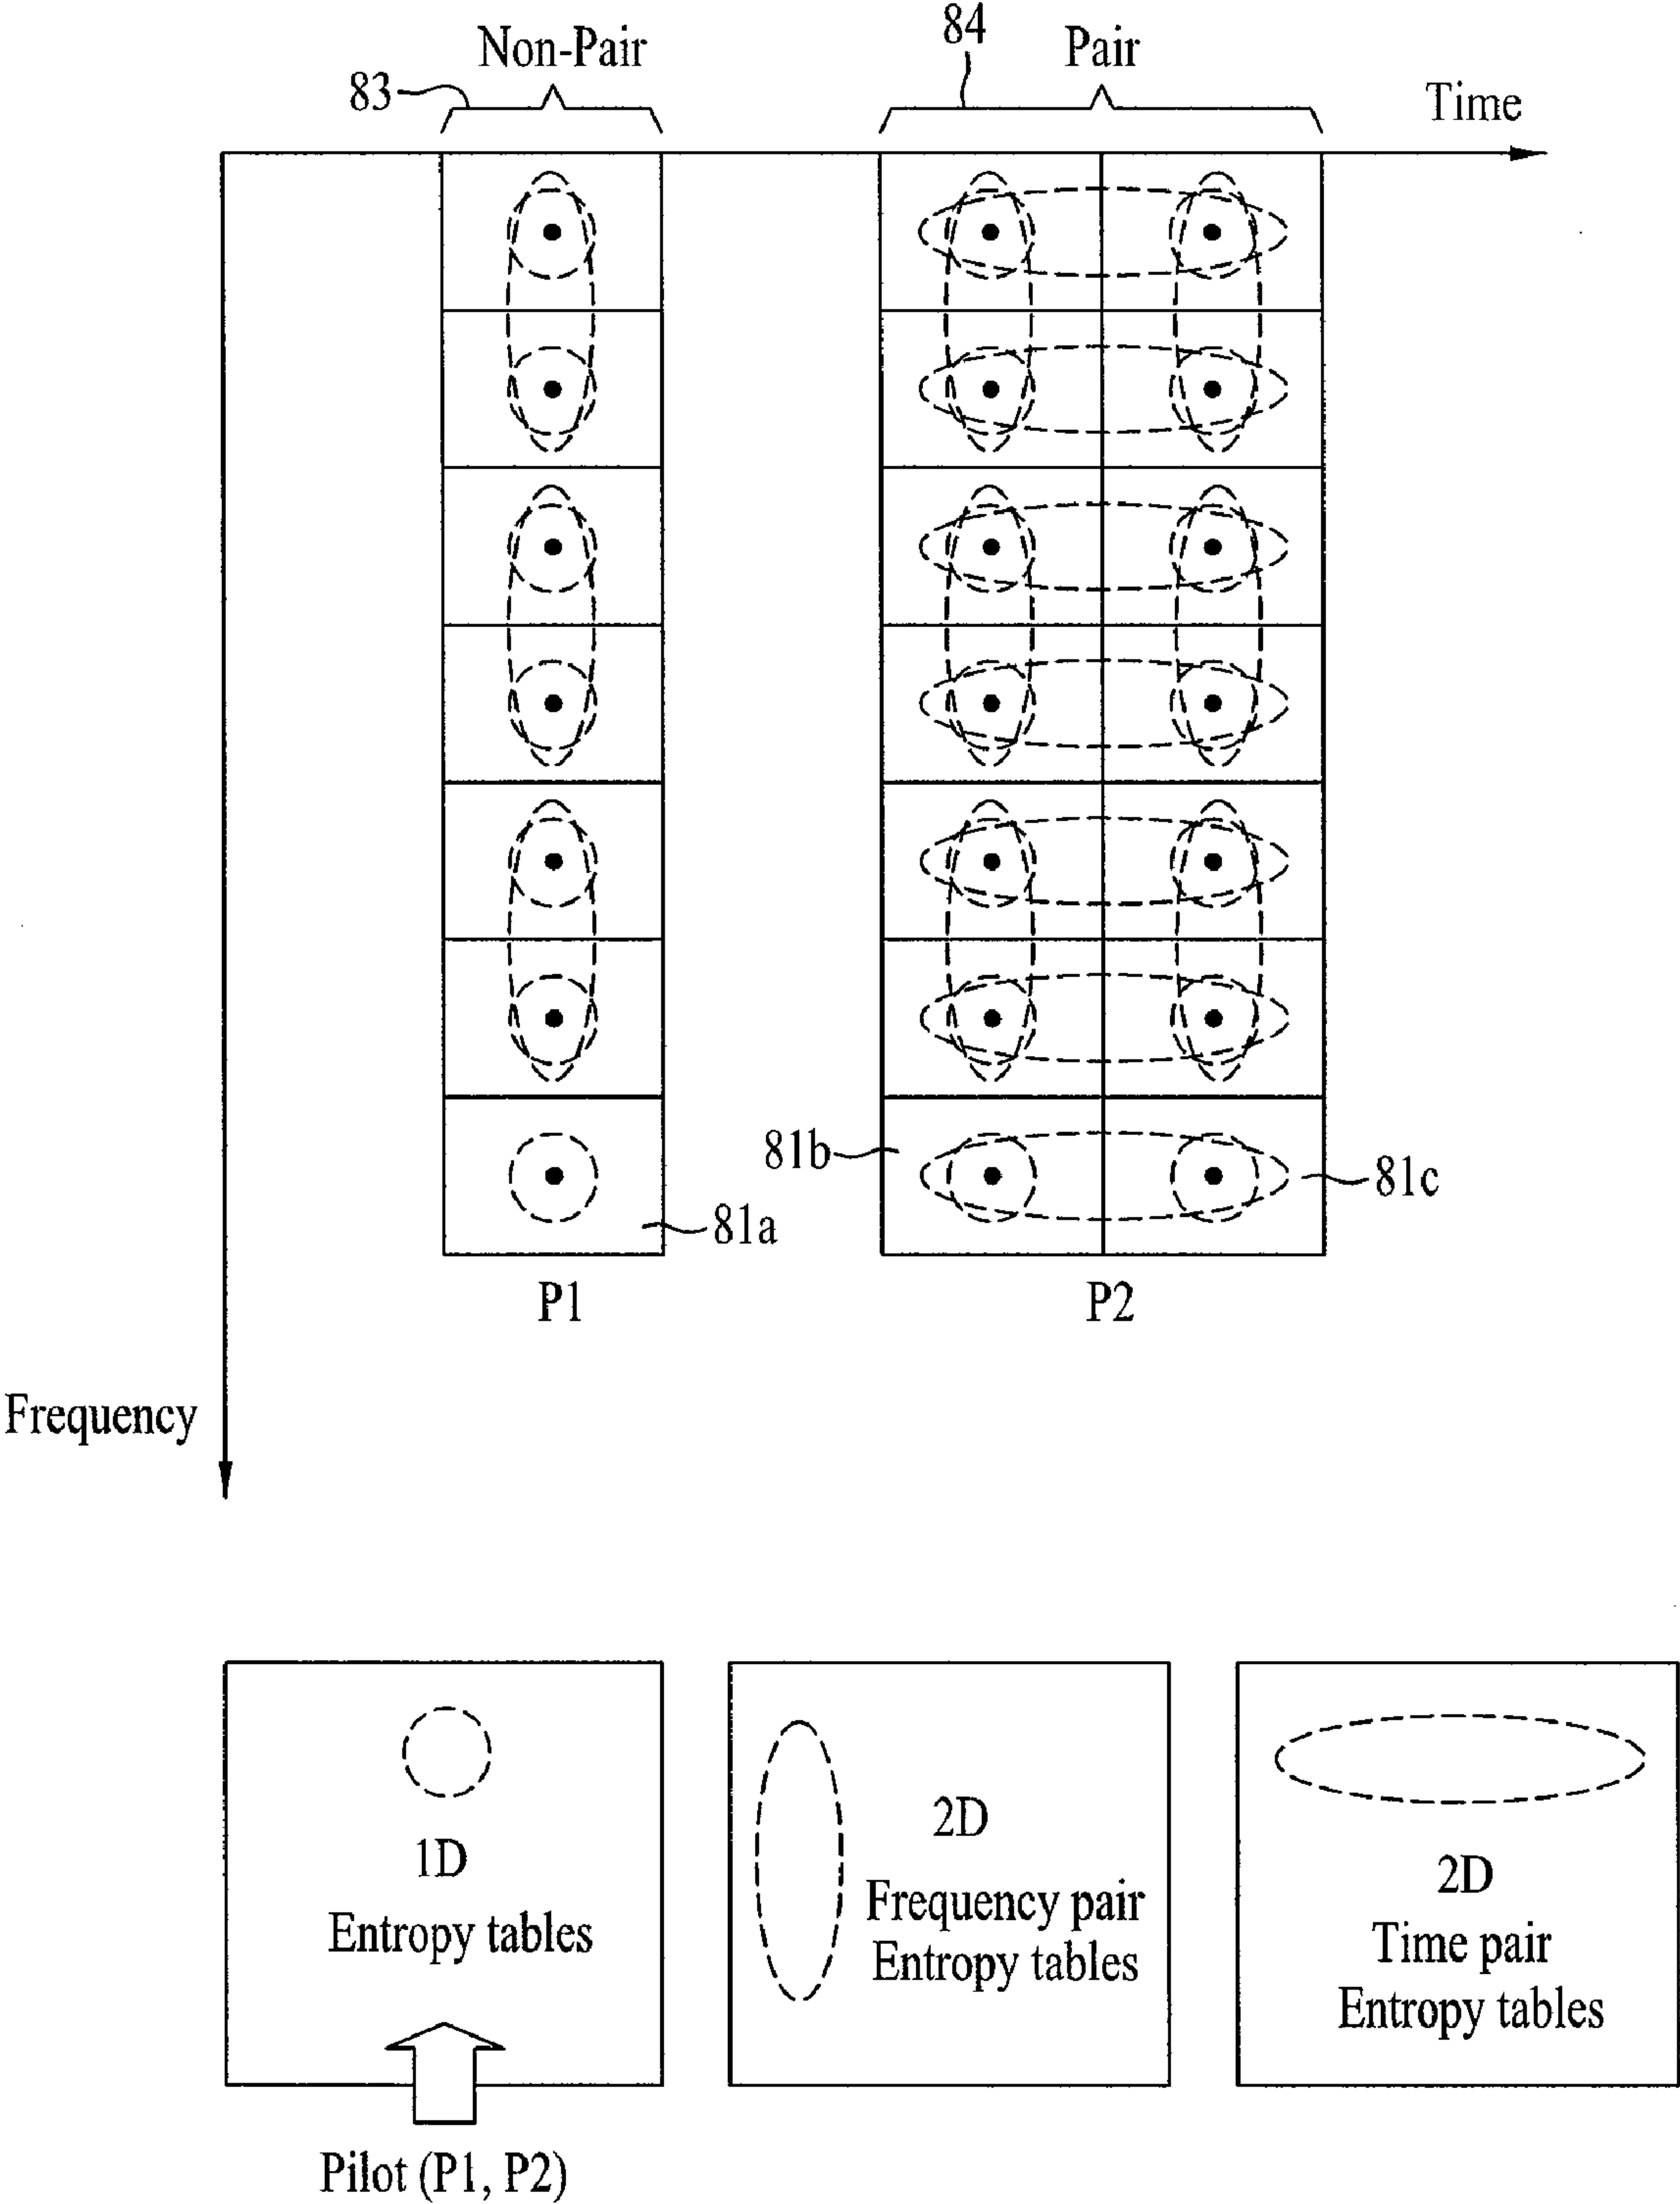 84
Non-Pair
Pair
83
Time
81b
81c
81a
P1
P2
Frequency
1D
Entropy tables
2D
Frequency pair
Entropy tables
2D
Time pair
Entropy tables
Pilot (P1, P2)